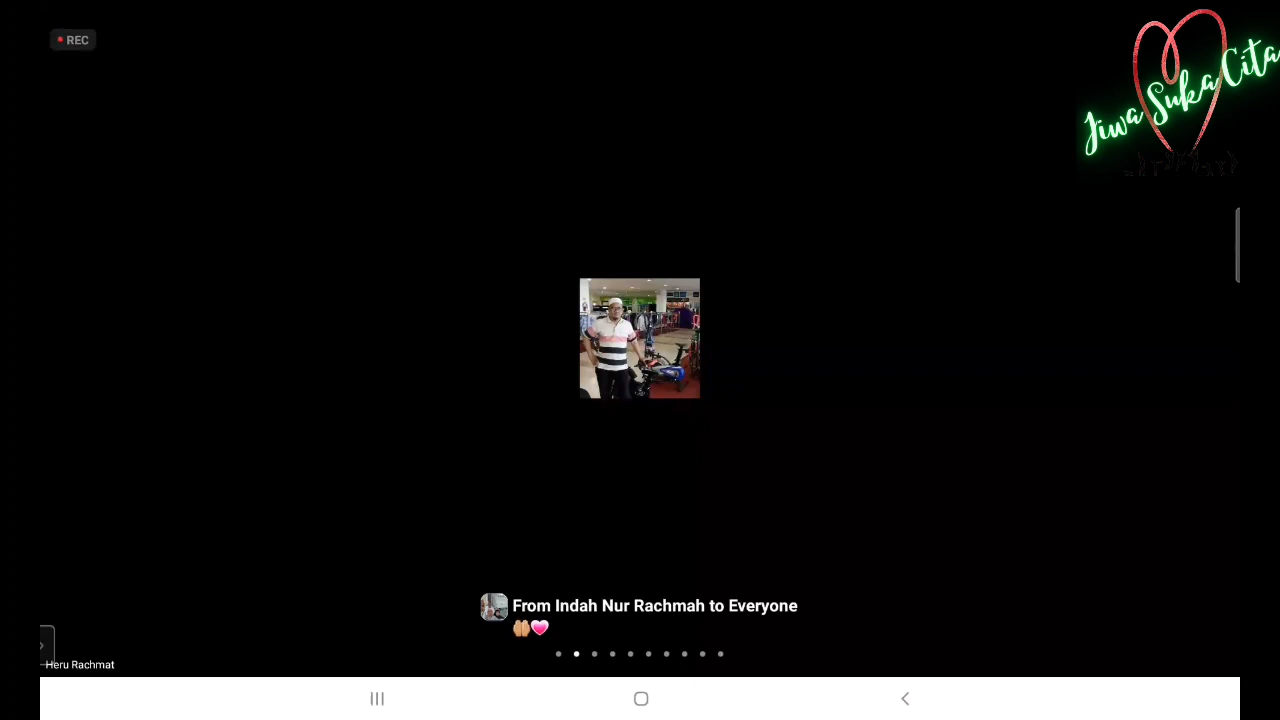 REC
Jiwa Suka Cita
From Indah Nur Rachmah to Everyone
🤲🏼💗
Heru Rachmat